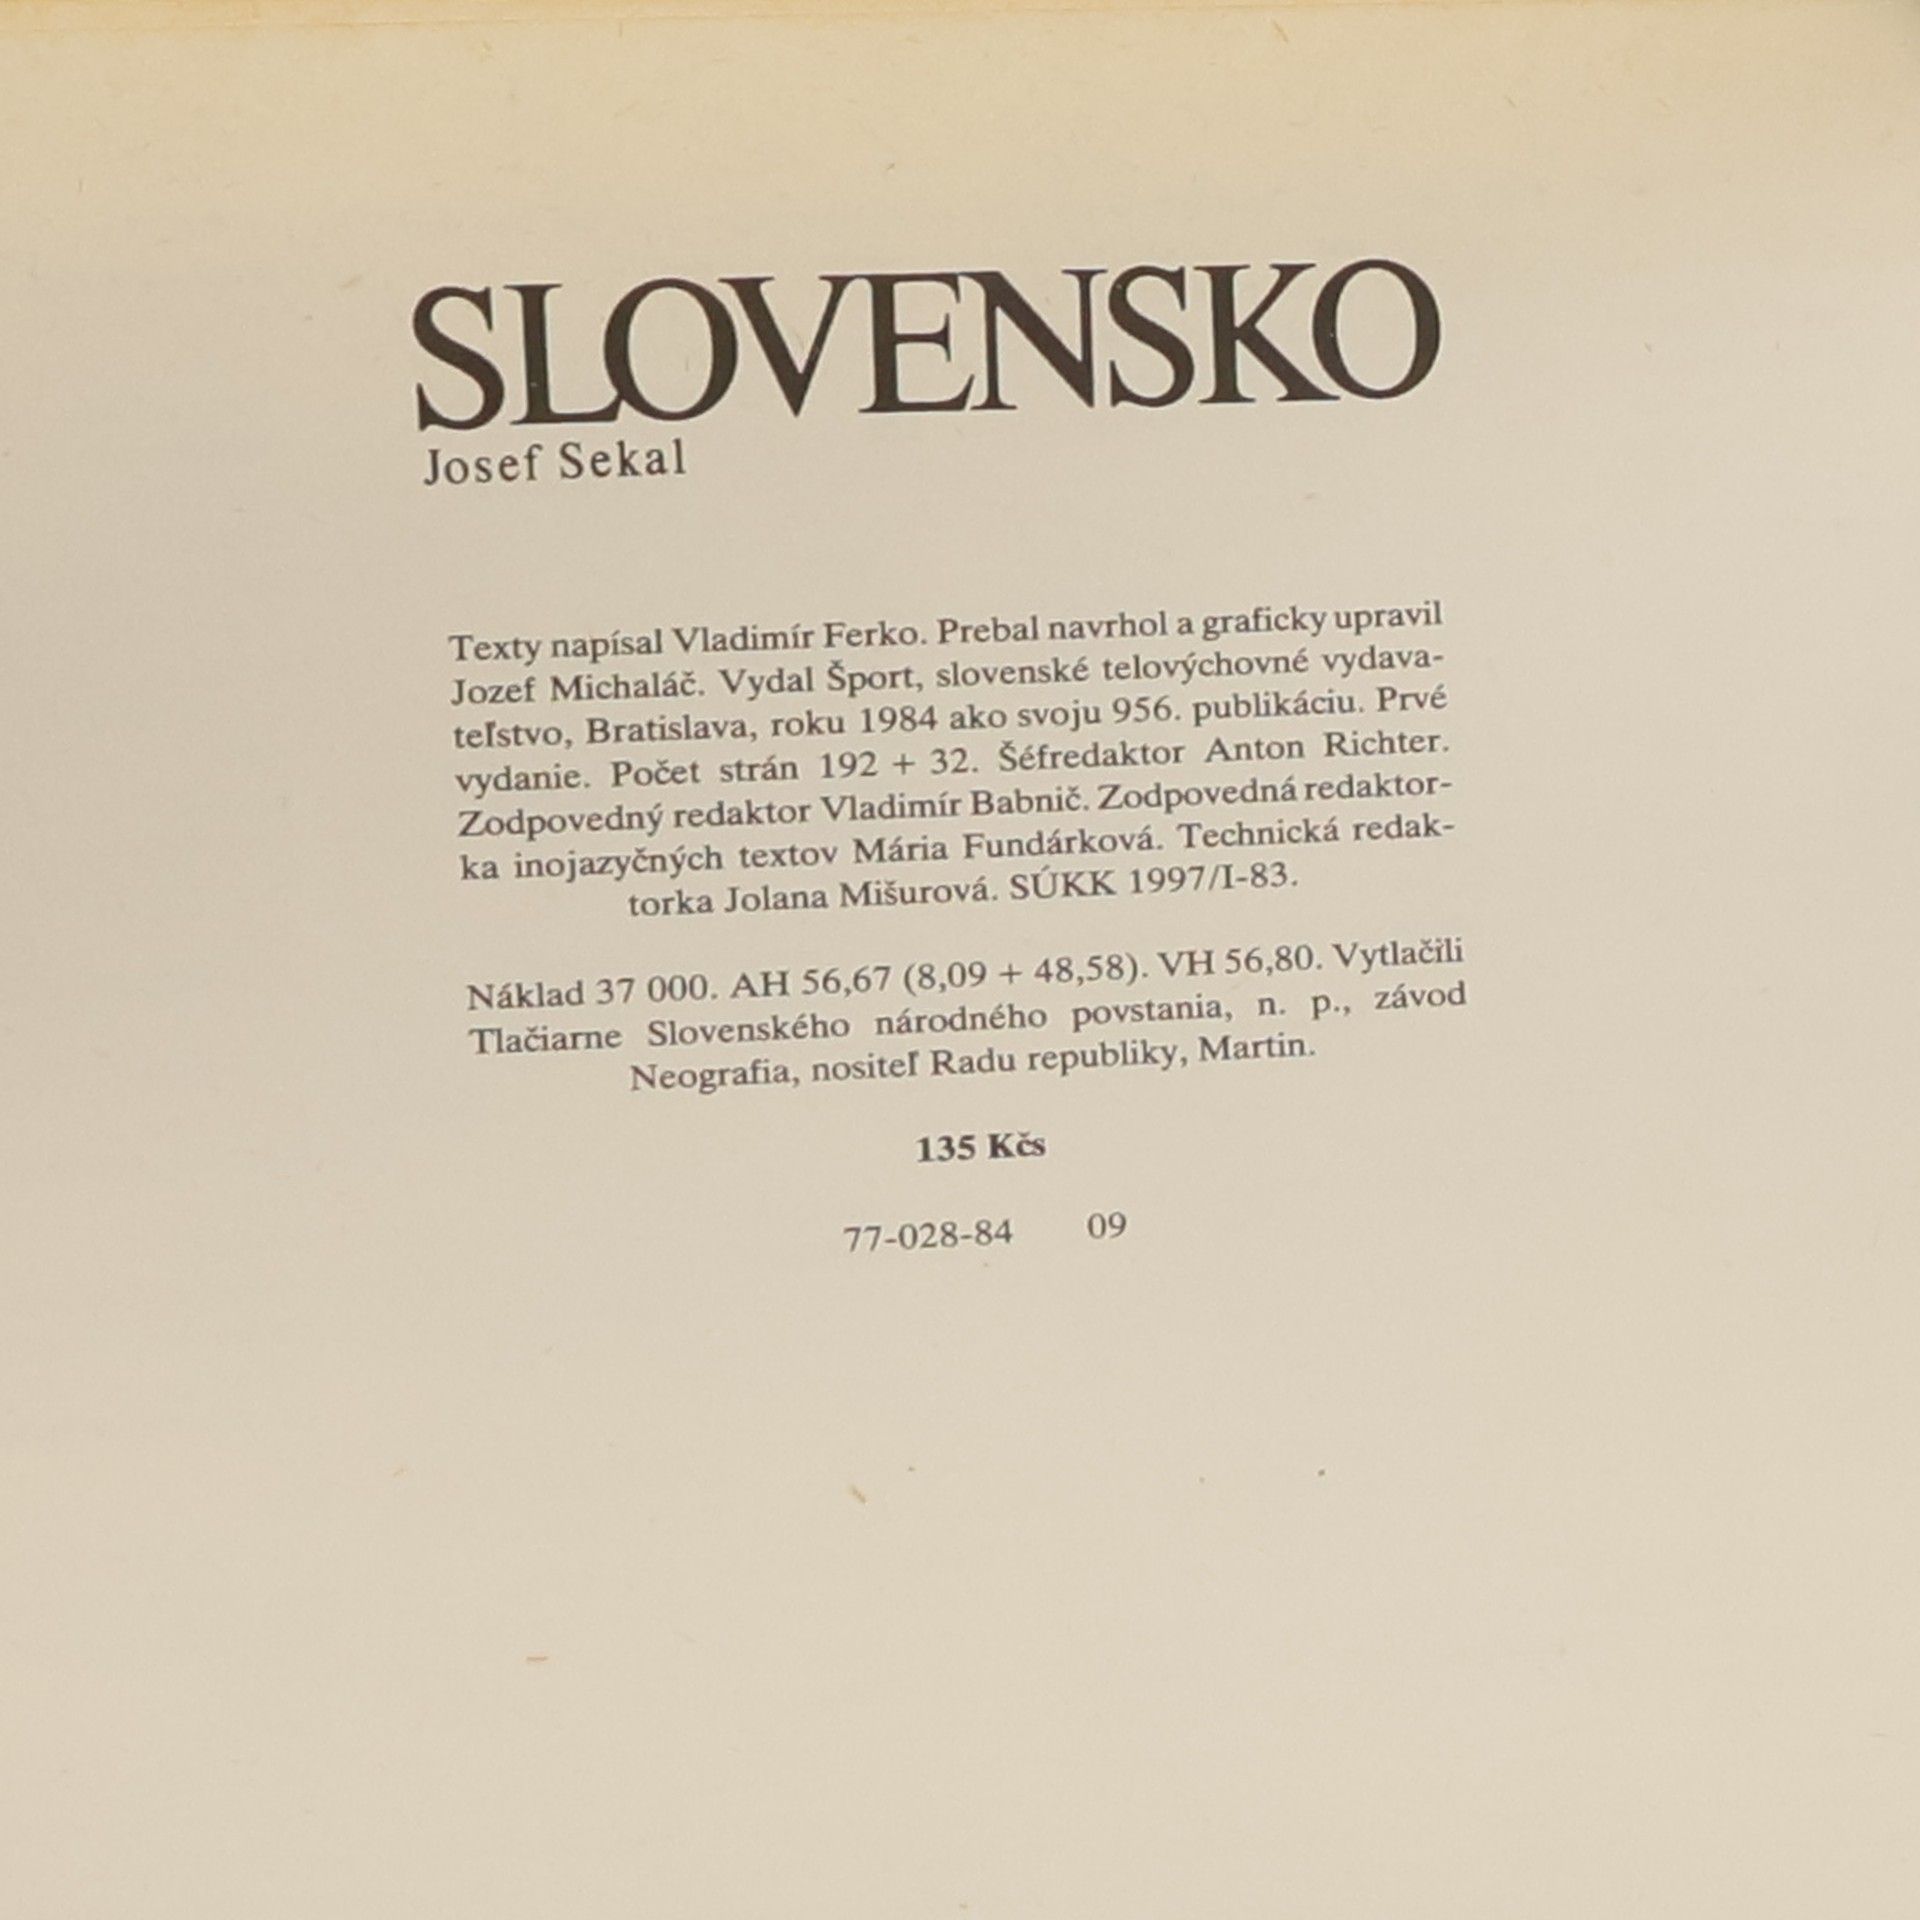 SLOVENSKO
Josef Sekal
Texty napísal Vladimír Ferko. Prebal navrhol a graficky upravil
Jozef Michaláč. Vydal Šport, slovenské telovýchovné vydava-
teľstvo, Bratislava, roku 1984 ako svoju 956. publikáciu. Prvé
vydanie. Počet strán 192 + 32. Šéfredaktor Anton Richter.
Zodpovedný redaktor Vladimír Babnič. Zodpovedná redaktor-
ka inojazyčných textov Mária Fundárková. Technická redak-
torka Jolana Mišurová. SÚKK 1997/I-83.
Náklad 37 000. AH 56,67 (8,09 + 48,58). VH 56,80. Vytlačili
Tlačiarne Slovenského národného povstania, n. p., závod
Neografia, nositeľ Radu republiky, Martin.
135 Kčs
77-028-84 09